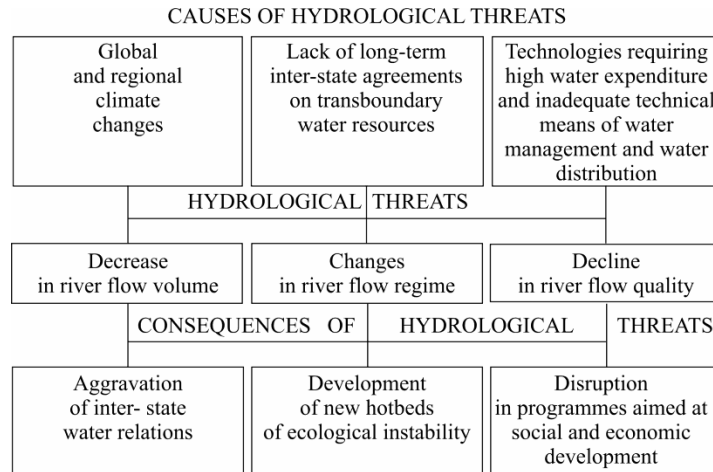 CAUSES OF HYDROLOGICAL THREATS
Global
and regional
climate
changes
Lack of long-term
inter-state agreements
on transboundary
water resources
Technologies requiring
high water expenditure
and inadequate technical
means of water
management and water
distribution
HYDROLOGICAL THREATS
Decrease
in river flow volume
Changes
in river flow regime
Decline
in river flow quality
CONSEQUENCES OF HYDROLOGICAL THREATS
Aggravation
of inter- state
water relations
Development
of new hotbeds
of ecological instability
Disruption
in programmes aimed at
social and economic
development